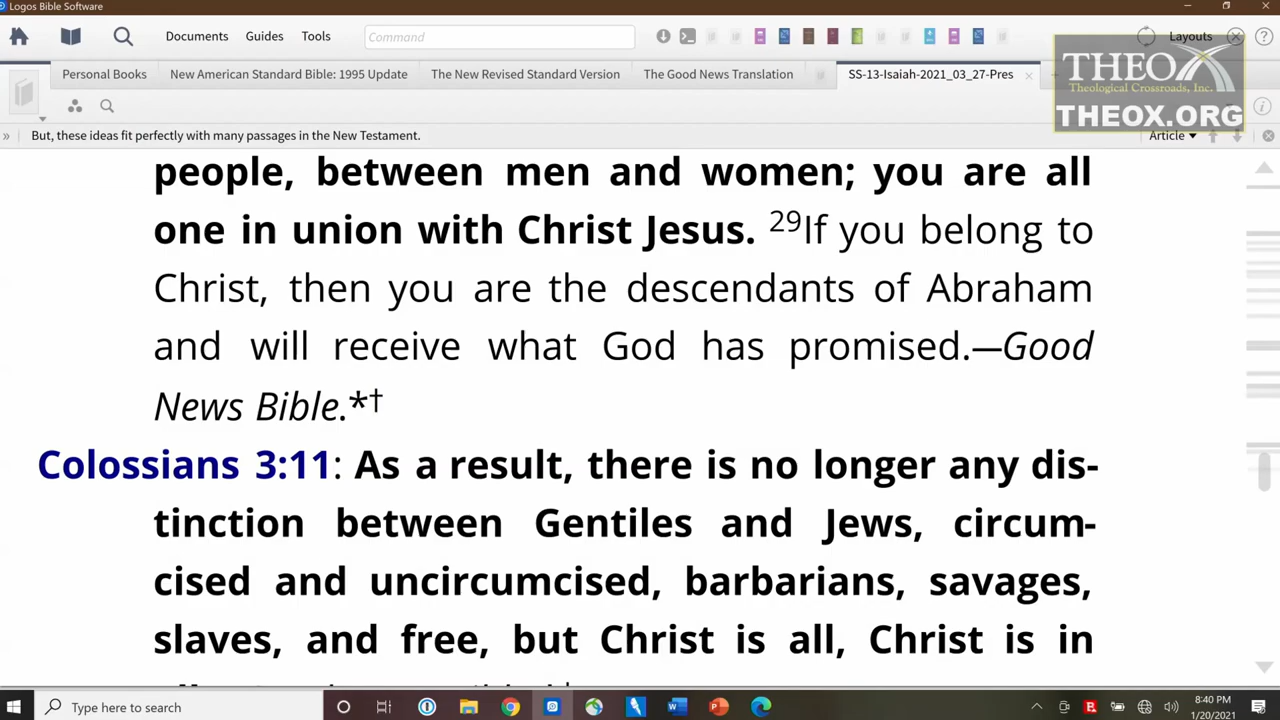 Logos Bible Software
Documents Guides Tools Command Layouts
Personal Books New American Standard Bible: 1995 Update The New Revised Standard Version The Good News Translation SS-13-Isaiah-2021_03_27-Pres
THEOX
Theological Crossroads, Inc.
THEOX.ORG
But, these ideas fit perfectly with many passages in the New Testament. Article
people, between men and women; you are all
one in union with Christ Jesus. 29If you belong to
Christ, then you are the descendants of Abraham
and will receive what God has promised.—Good
News Bible.*†
Colossians 3:11: As a result, there is no longer any dis-
tinction between Gentiles and Jews, circum-
cised and uncircumcised, barbarians, savages,
slaves, and free, but Christ is all, Christ is in
Type here to search
8:40 PM
1/20/2021